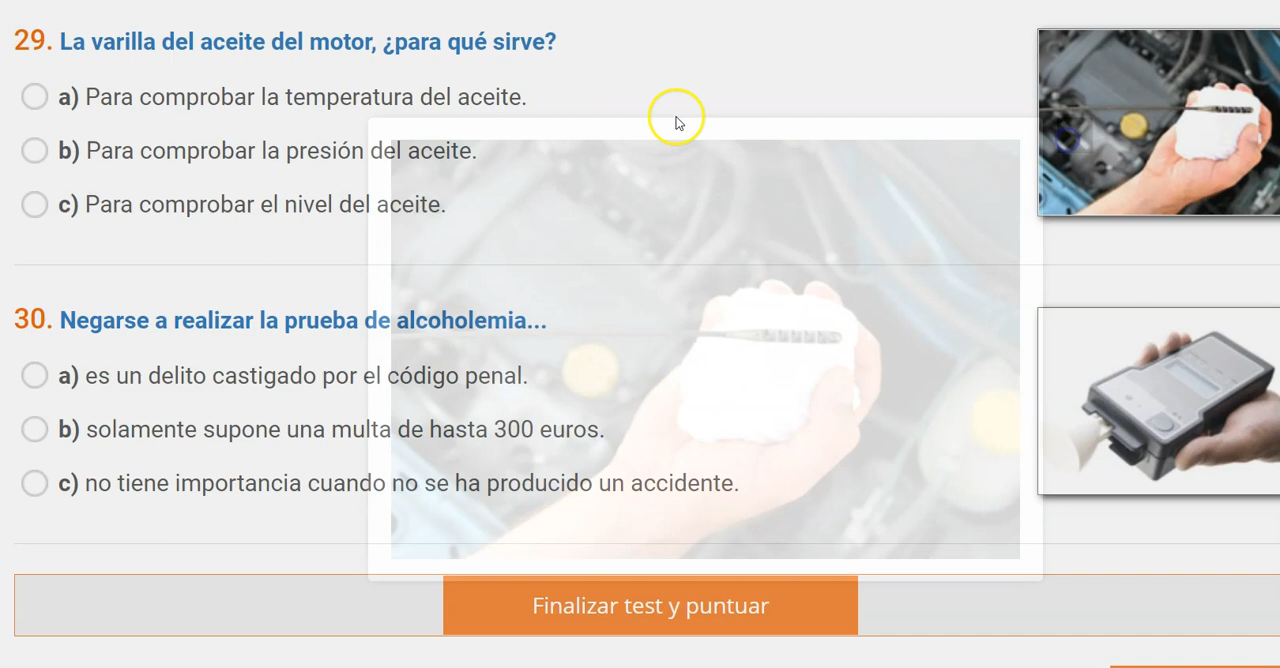 29. La varilla del aceite del motor, ¿para qué sirve?
a) Para comprobar la temperatura del aceite.
b) Para comprobar la presión del aceite.
c) Para comprobar el nivel del aceite.
30. Negarse a realizar la prueba de alcoholemia...
a) es un delito castigado por el código penal.
b) solamente supone una multa de hasta 300 euros.
c) no tiene importancia cuando no se ha producido un accidente.
Finalizar test y puntuar